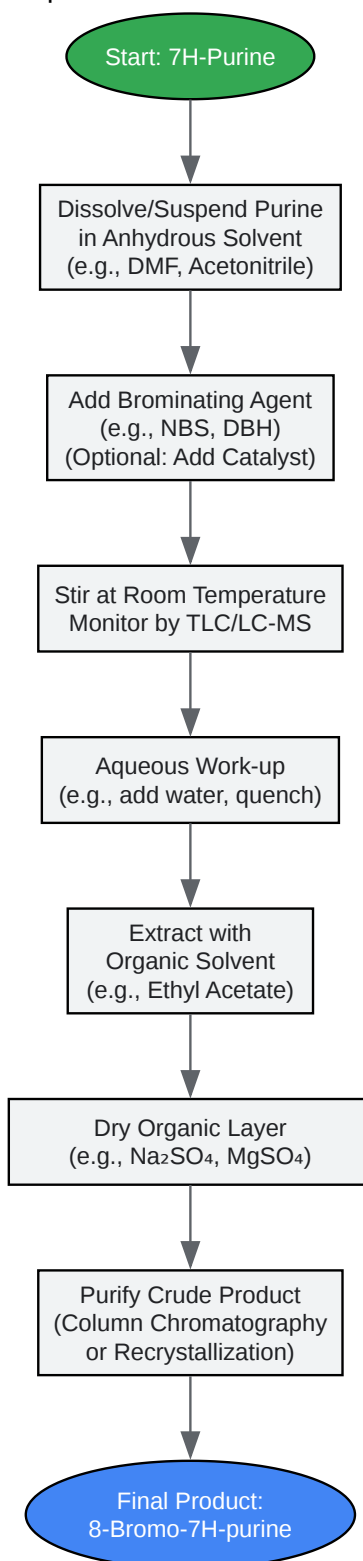 Start: 7H-Purine
Dissolve/Suspend Purine
in Anhydrous Solvent
(e.g., DMF, Acetonitrile)
Add Brominating Agent
(e.g., NBS, DBH)
(Optional: Add Catalyst)
Stir at Room Temperature
Monitor by TLC/LC-MS
Aqueous Work-up
(e.g., add water, quench)
Extract with
Organic Solvent
(e.g., Ethyl Acetate)
Dry Organic Layer
(e.g., Na₂SO₄, MgSO₄)
Purify Crude Product
(Column Chromatography
or Recrystallization)
Final Product:
8-Bromo-7H-purine